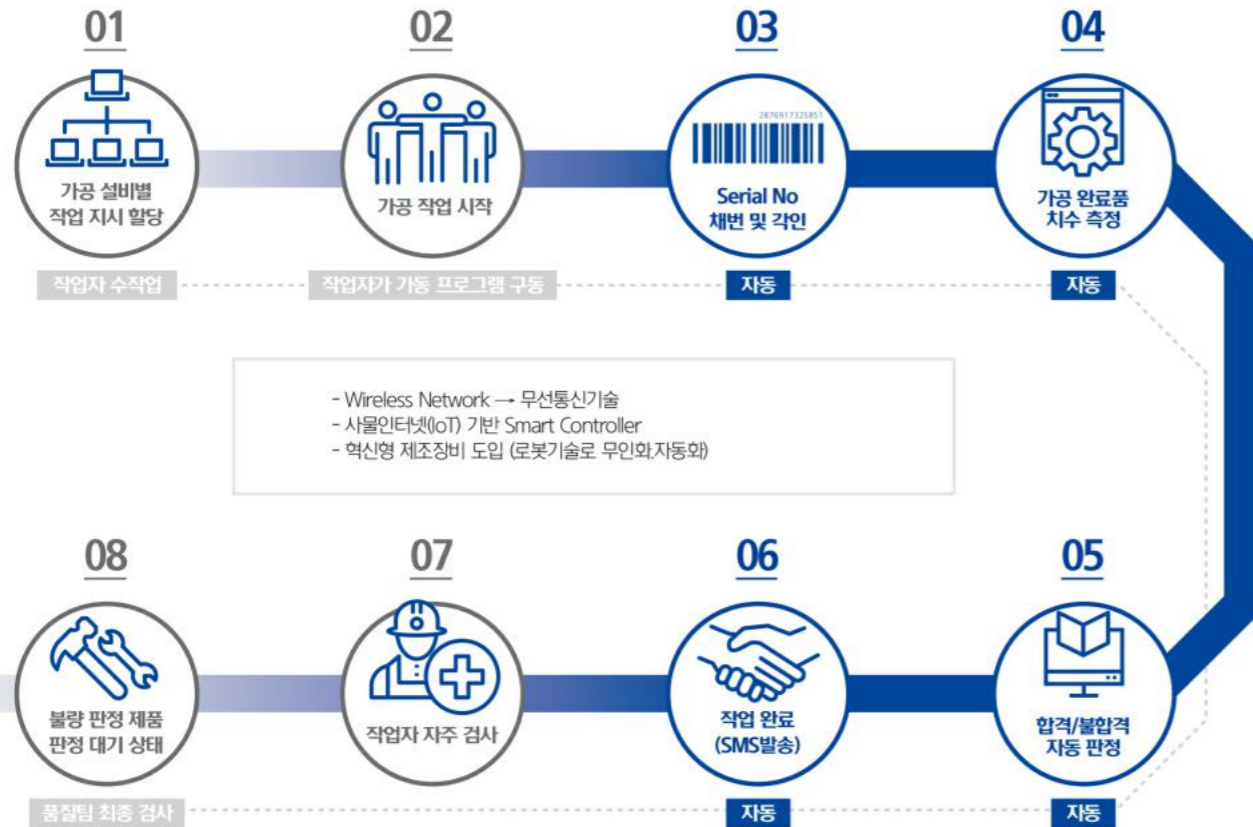 01
02
03
04
가공 설비별
작업 지시 할당
가공 작업 시작
2876917325851
Serial No
채번 및 각인
가공 완료품
치수 측정
작업자 수작업
작업자가 가동 프로그램 구동
자동
자동
- Wireless Network → 무선통신기술
- 사물인터넷(IoT) 기반 Smart Controller
- 혁신형 제조장비 도입 (로봇기술로 무인화.자동화)
08
07
06
05
불량 판정 제품
판정 대기 상태
작업자 자주 검사
작업 완료
(SMS발송)
합격/불합격
자동 판정
품질팀 최종 검사
자동
자동